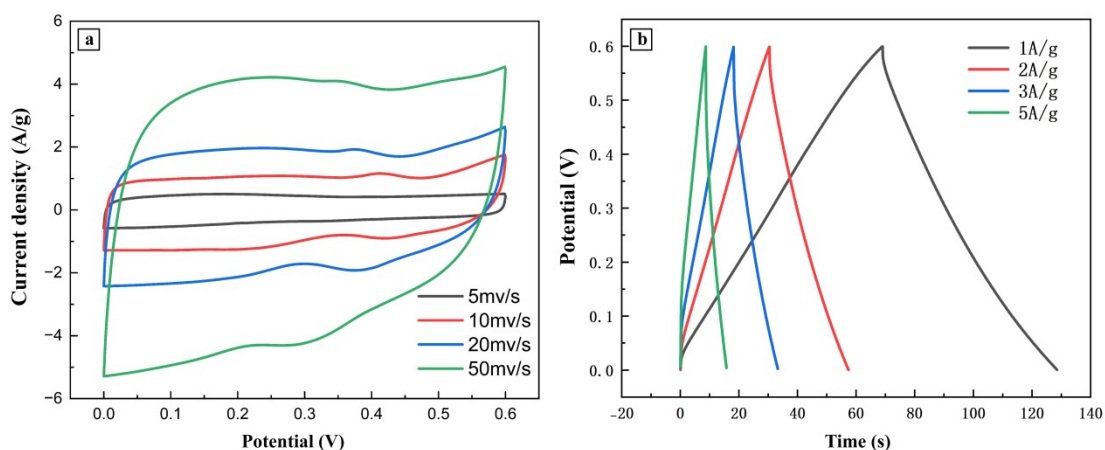 a
Current density (A/g)
6
4
2
0
-2
-4
-6
0.0 0.1 0.2 0.3 0.4 0.5 0.6
Potential (V)
5mv/s
10mv/s
20mv/s
50mv/s
b
Potential (V)
0.6
0.5
0.4
0.3
0.2
0.1
0.0
-20 0 20 40 60 80 100 120 140
Time (s)
1A/g
2A/g
3A/g
5A/g